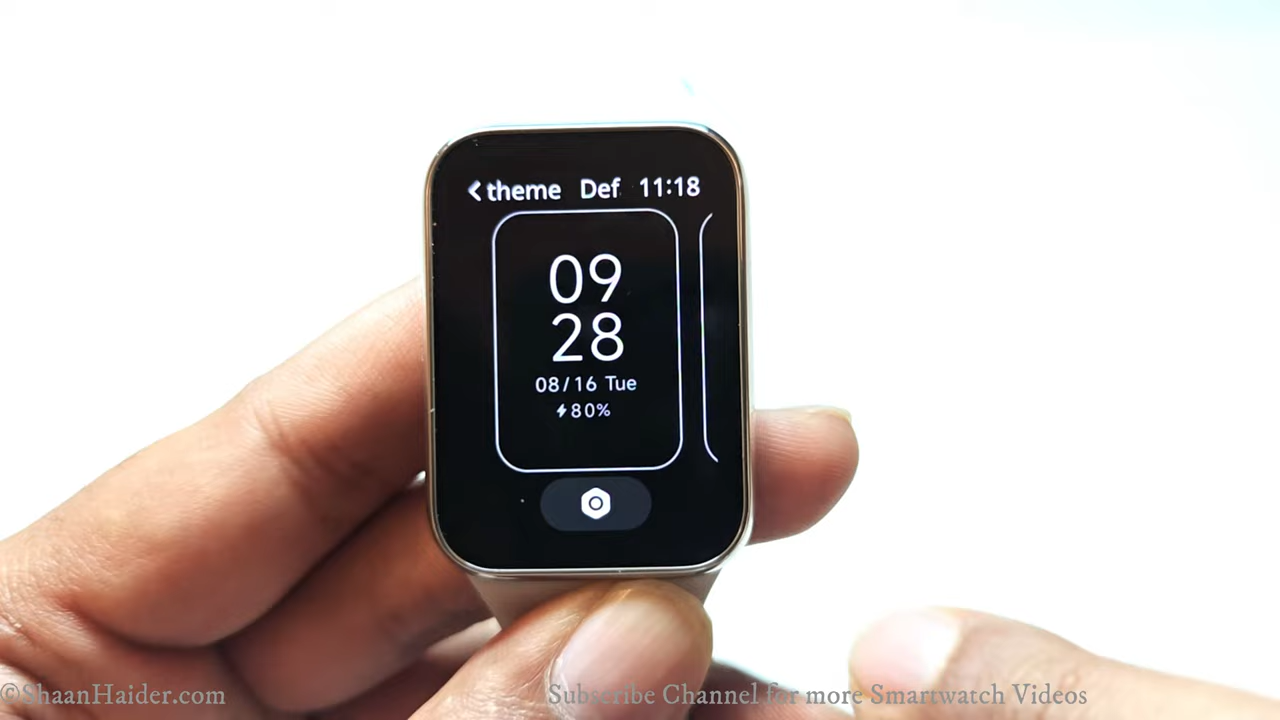 theme Def 11:18
09
28
08/16 Tue
80%
©ShaanHaider.com
Subscribe Channel for more Smartwatch Videos